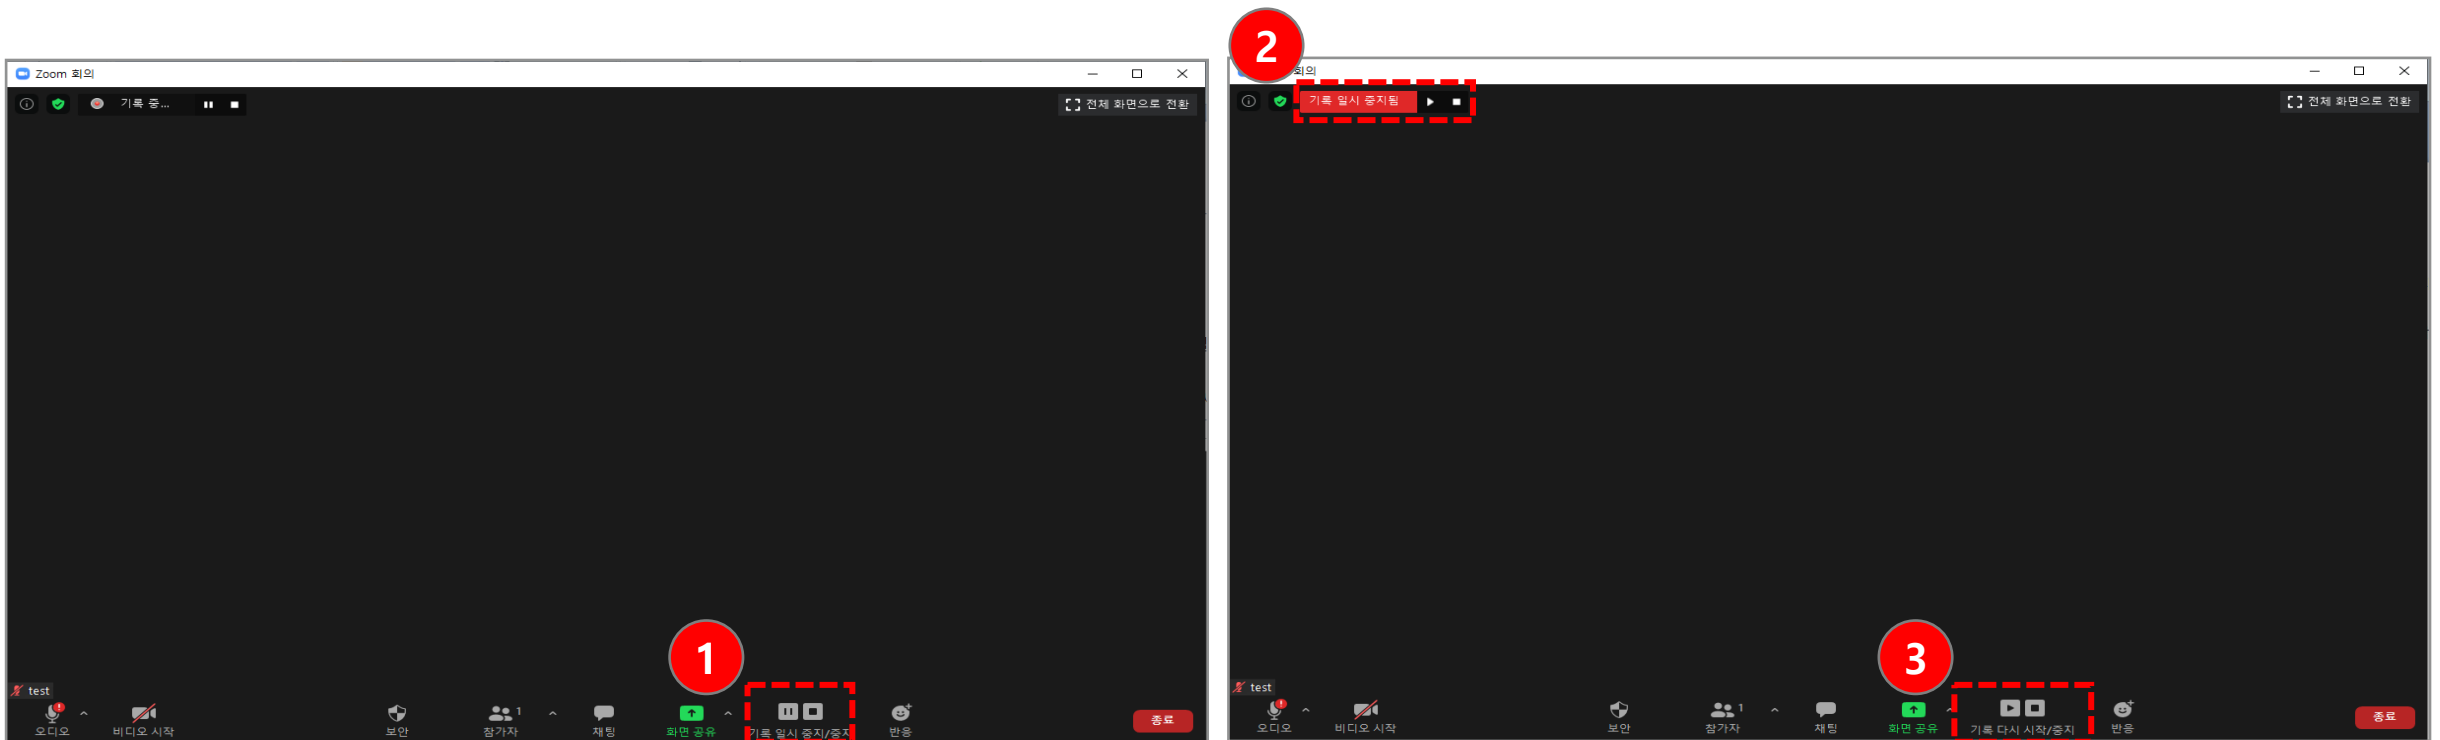 Zoom 회의
기록 중...
전체 화면으로 전환
1
test
오디오
비디오 시작
보안
참가자
1
채팅
화면 공유
기록 일시 중지/중지
반응
종료
2
회의
기록 일시 중지됨
전체 화면으로 전환
3
test
오디오
비디오 시작
보안
참가자
1
채팅
화면 공유
기록 다시 시작/중지
반응
종료